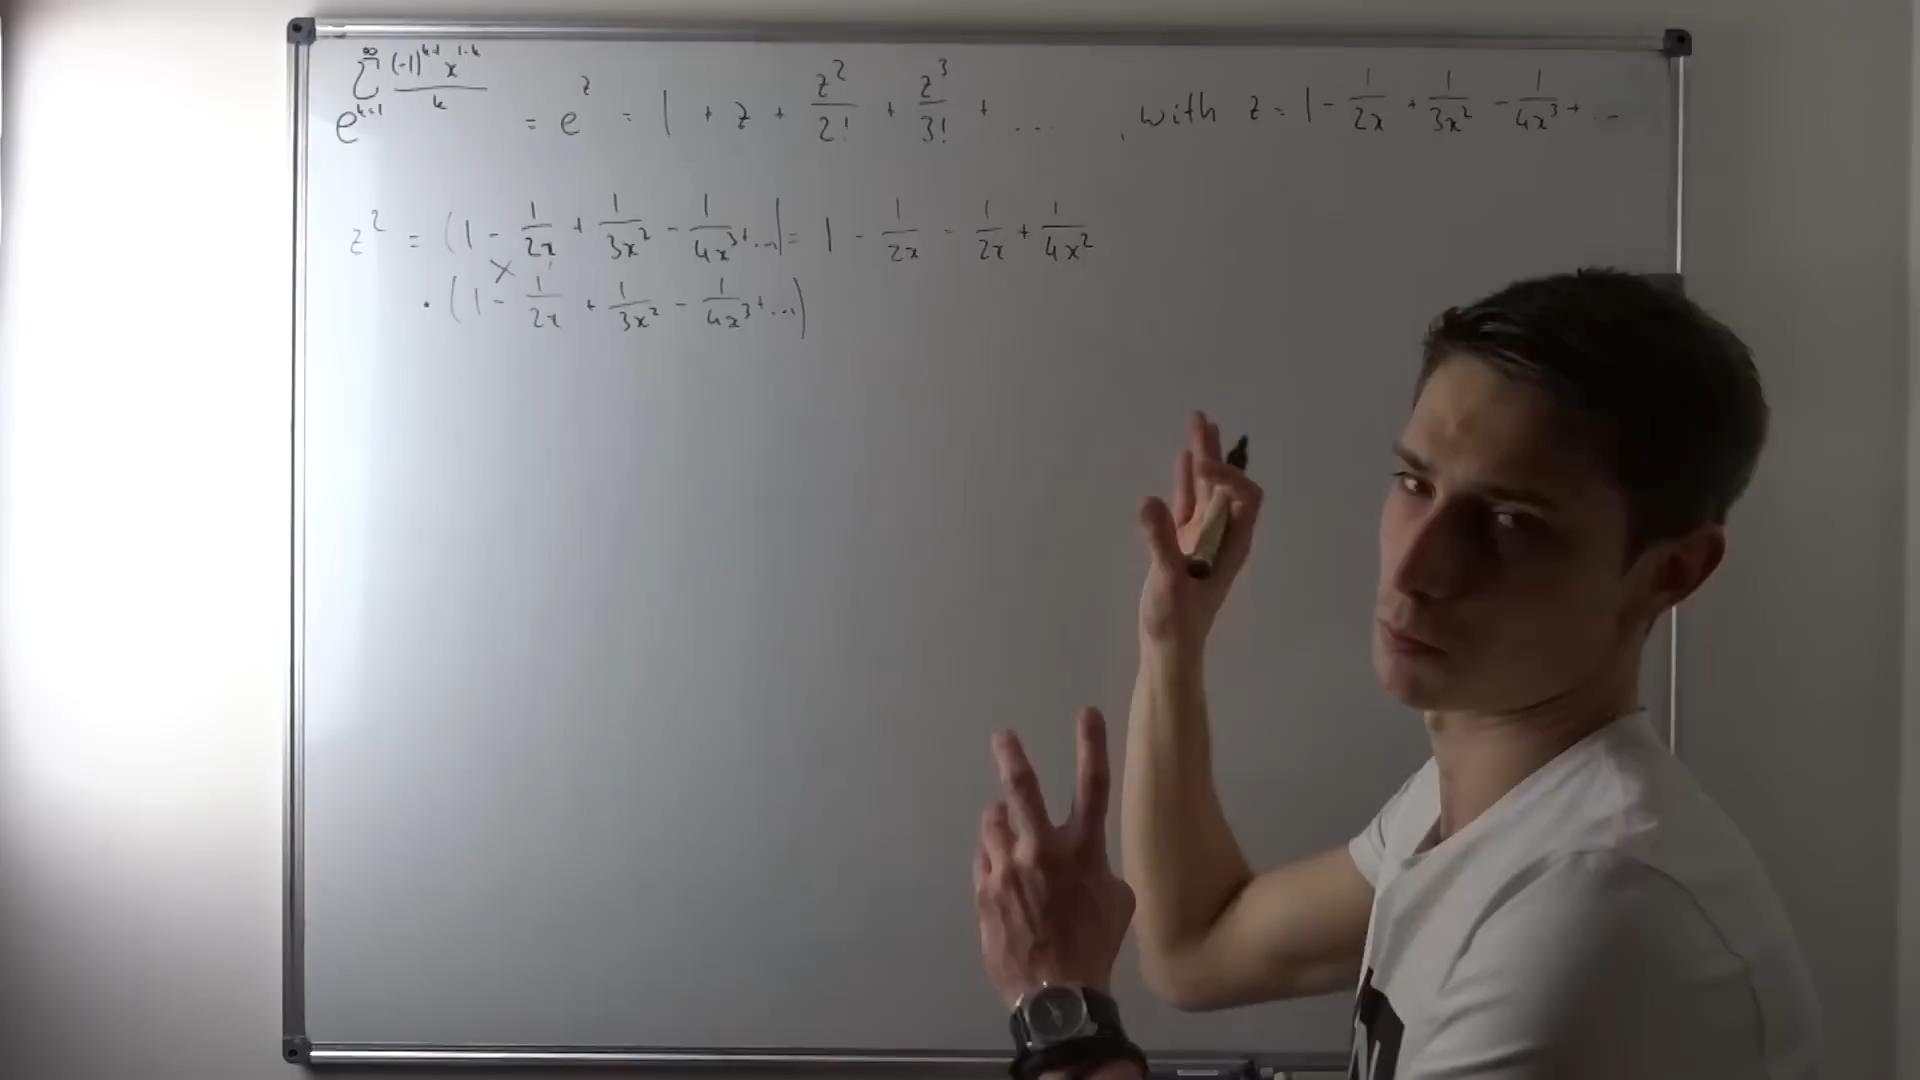 e^{\sum_{k=1}^{\infty} \frac{(-1)^{k+1} x^{1-k}}{k}} = e^z = 1 + z + \frac{z^2}{2!} + \frac{z^3}{3!} + ... , with z = 1 - \frac{1}{2x} + \frac{1}{3x^2} - \frac{1}{4x^3} + ...
z^2 = (1 - \frac{1}{2x} + \frac{1}{3x^2} - \frac{1}{4x^3} + ...) = 1 - \frac{1}{2x} - \frac{1}{2x} + \frac{1}{4x^2}
· (1 - \frac{1}{2x} + \frac{1}{3x^2} - \frac{1}{4x^3} + ...)